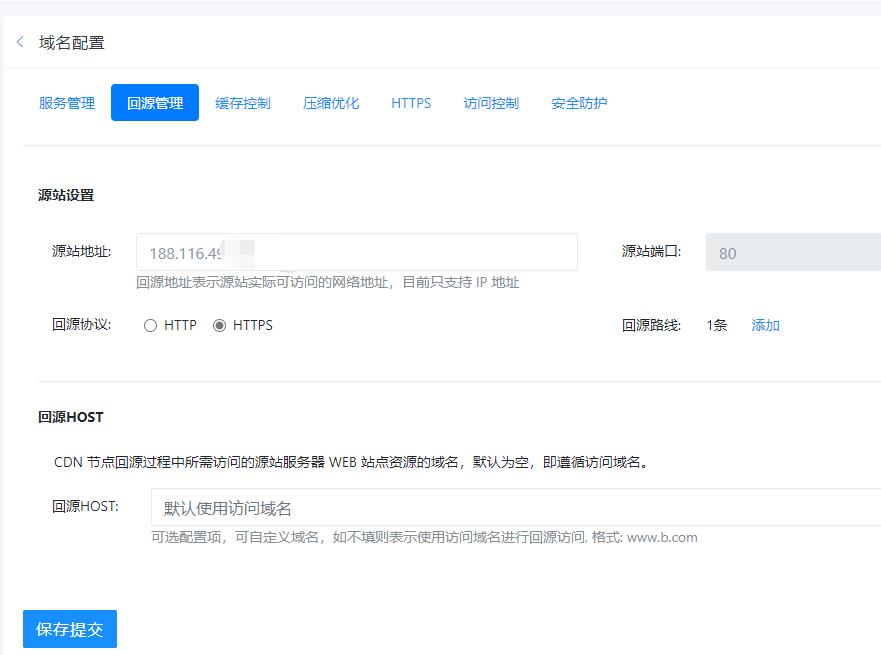 域名配置
服务管理 回源管理 缓存控制 压缩优化 HTTPS 访问控制 安全防护
源站设置
源站地址: 188.116.49 源站端口: 80
回源地址表示源站实际可访问的网络地址，目前只支持 IP 地址
回源协议: HTTP HTTPS 回源路线: 1条 添加
回源HOST
CDN 节点回源过程中所需访问的源站服务器 WEB 站点资源的域名，默认为空，即遵循访问域名。
回源HOST: 默认使用访问域名
可选配置项，可自定义域名，如不填则表示使用访问域名进行回源访问, 格式: www.b.com
保存提交